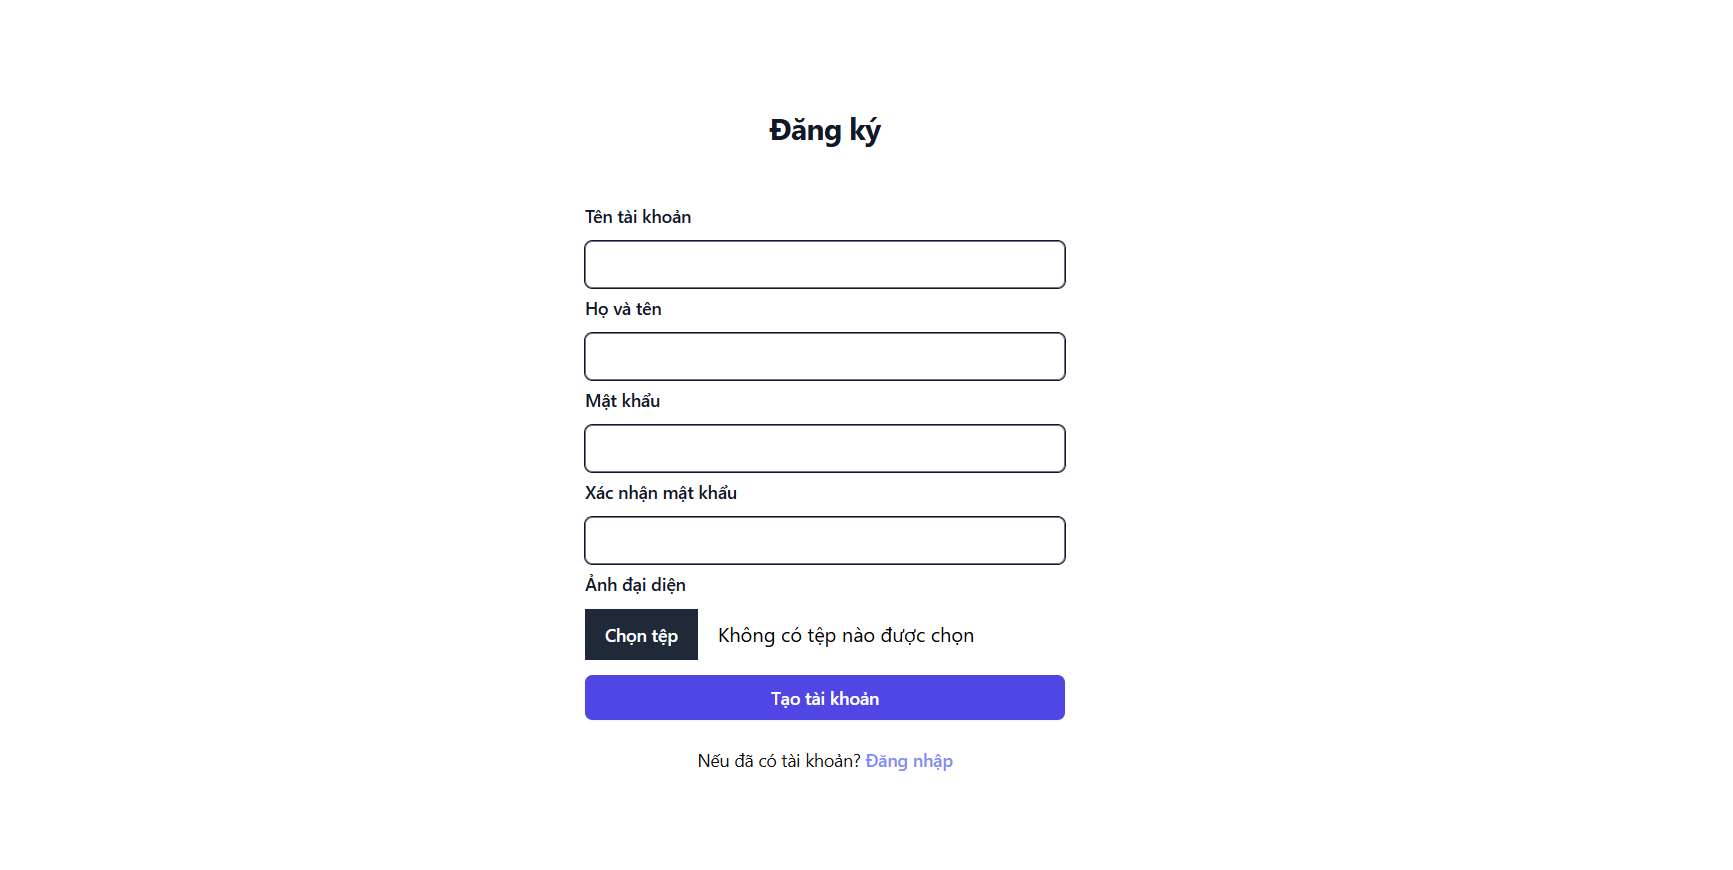 Đăng ký
Tên tài khoản
Họ và tên
Mật khẩu
Xác nhận mật khẩu
Ảnh đại diện
Chọn tệp Không có tệp nào được chọn
Tạo tài khoản
Nếu đã có tài khoản? Đăng nhập